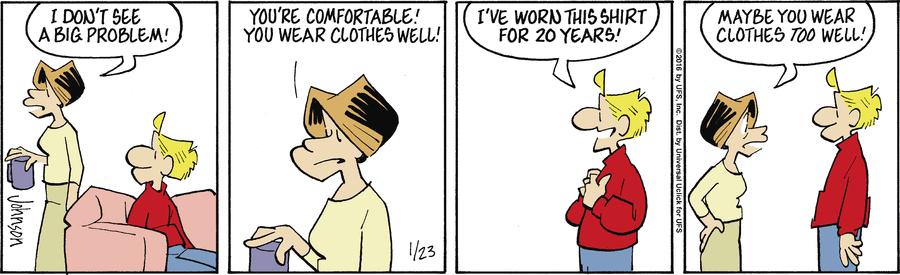 I DON'T SEE
A BIG PROBLEM!
Johnson
YOU'RE COMFORTABLE!
YOU WEAR CLOTHES WELL!
1/23
I'VE WORN THIS SHIRT
FOR 20 YEARS!
©2016 by UFS, Inc. Dist. by Universal Uclick for UFS
MAYBE YOU WEAR
CLOTHES TOO WELL!